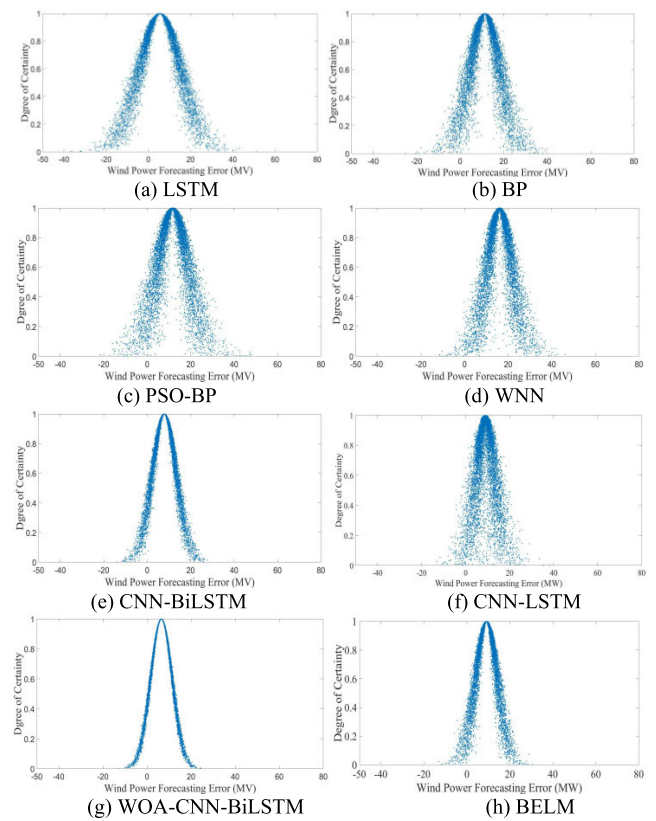 1
0.8
0.6
0.4
0.2
0
Dgree of Certainty
-50 -40 -20 0 20 40 60 80
Wind Power Forecasting Error (MV)
(a) LSTM
1
0.8
0.6
0.4
0.2
0
Dgree of Certainty
-50 -40 -20 0 20 40 60 80
Wind Power Forecasting Error (MV)
(b) BP
1
0.8
0.6
0.4
0.2
0
Dgree of Certainty
-50 -40 -20 0 20 40 60 80
Wind Power Forecasting Error (MV)
(c) PSO-BP
1
0.8
0.6
0.4
0.2
0
Dgree of Certainty
-50 -40 -20 0 20 40 60 80
Wind Power Forecasting Error (MV)
(d) WNN
1
0.8
0.6
0.4
0.2
0
Dgree of Certainty
-50 -40 -20 0 20 40 60 80
Wind Power Forecasting Error (MV)
(e) CNN-BiLSTM
1
0.8
0.6
0.4
0.2
0
Degree of Certainty
-50 -40 -20 0 20 40 60 80
Wind Power Forecasting Error (MW)
(f) CNN-LSTM
1
0.8
0.6
0.4
0.2
0
Dgree of Certainty
-50 -40 -20 0 20 40 60 80
Wind Power Forecasting Error (MV)
(g) WOA-CNN-BiLSTM
1
0.8
0.6
0.4
0.2
0
Degree of Certainty
-50 -40 -20 0 20 40 60 80
Wind Power Forecasting Error (MW)
(h) BELM